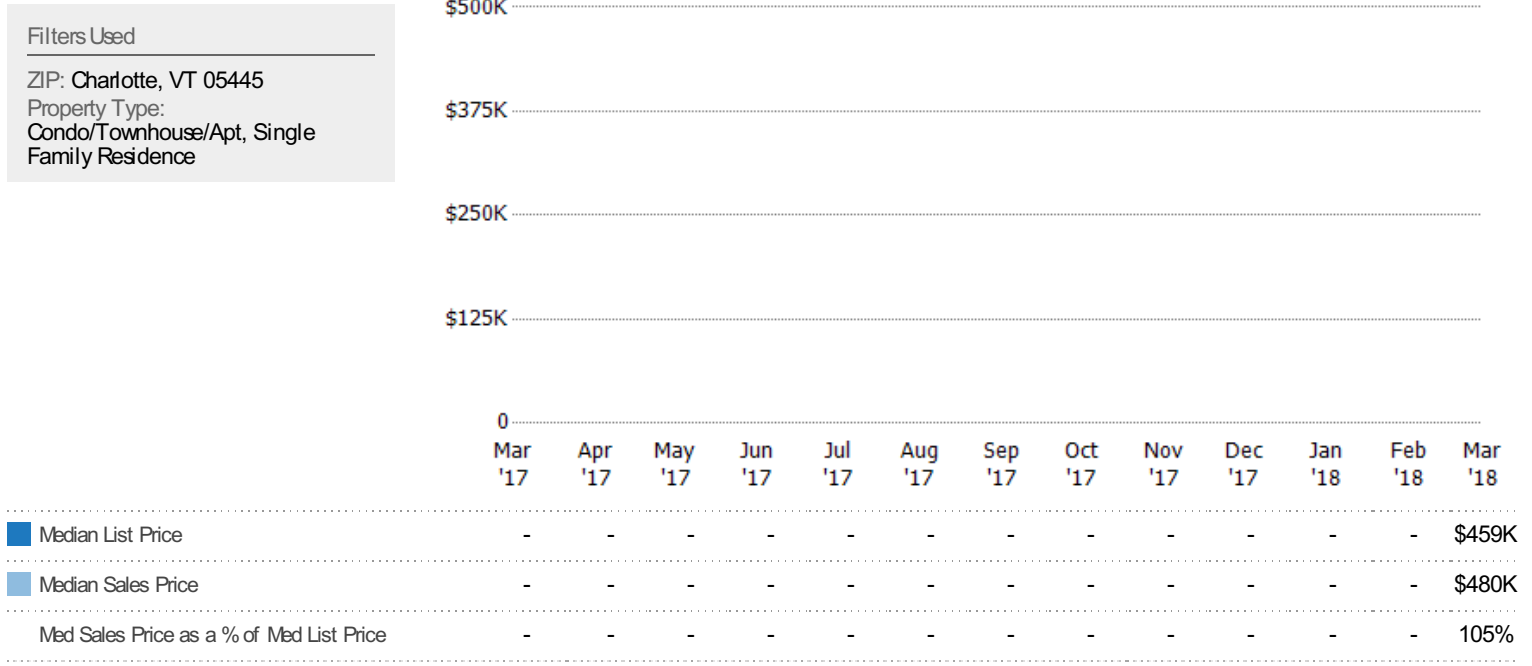 Filters Used
ZIP: Charlotte, VT 05445
Property Type:
Condo/Townhouse/Apt, Single
Family Residence
$500K
$375K
$250K
$125K
0
Mar Apr May Jun Jul Aug Sep Oct Nov Dec Jan Feb Mar
'17 '17 '17 '17 '17 '17 '17 '17 '17 '17 '18 '18 '18
Median List Price - - - - - - - - - - - - $459K
Median Sales Price - - - - - - - - - - - - $480K
Med Sales Price as a % of Med List Price - - - - - - - - - - - - 105%